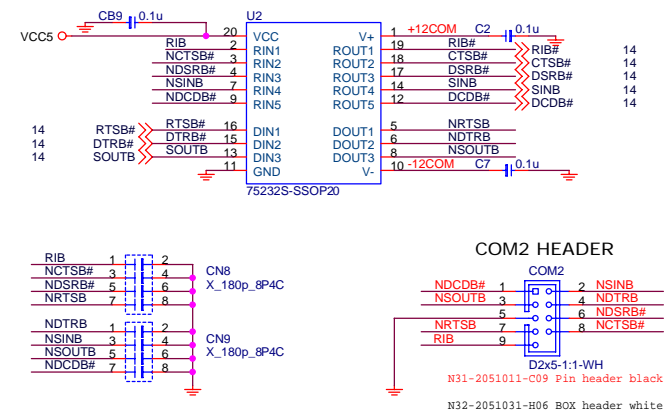 CB9 0.1u
VCC5
U2
20 VCC V+ 1 +12COM C2 0.1u
RIB 2 RIN1 ROUT1 19 RIB# RIB# 14
NCTSB# 3 RIN2 ROUT2 18 CTSB# CTSB# 14
NDSRB# 4 RIN3 ROUT3 17 DSRB# DSRB# 14
NSINB 7 RIN4 ROUT4 14 SINB SINB 14
NDCDB# 9 RIN5 ROUT5 12 DCDB# DCDB# 14
14 RTSB# RTSB# 16 DIN1 DOUT1 5 NRTSB
14 DTRB# DTRB# 15 DIN2 DOUT2 6 NDTRB
14 SOUTB SOUTB 13 DIN3 DOUT3 8 NSOUTB
11 GND V- 10 -12COM C7 0.1u
75232S-SSOP20
RIB 1 2
NCTSB# 3 4
NDSRB# 5 6
NRTSB 7 8
CN8
X_180p_8P4C
NDTRB 1 2
NSINB 3 4
NSOUTB 5 6
NDCDB# 7 8
CN9
X_180p_8P4C
COM2 HEADER
COM2
NDCDB# 1 2 NSINB
NSOUTB 3 4 NDTRB
5 6 NDSRB#
NRTSB 7 8 NCTSB#
RIB 9
D2x5-1:1-WH
N31-2051011-C09 Pin header black
N32-2051031-H06 BOX header white